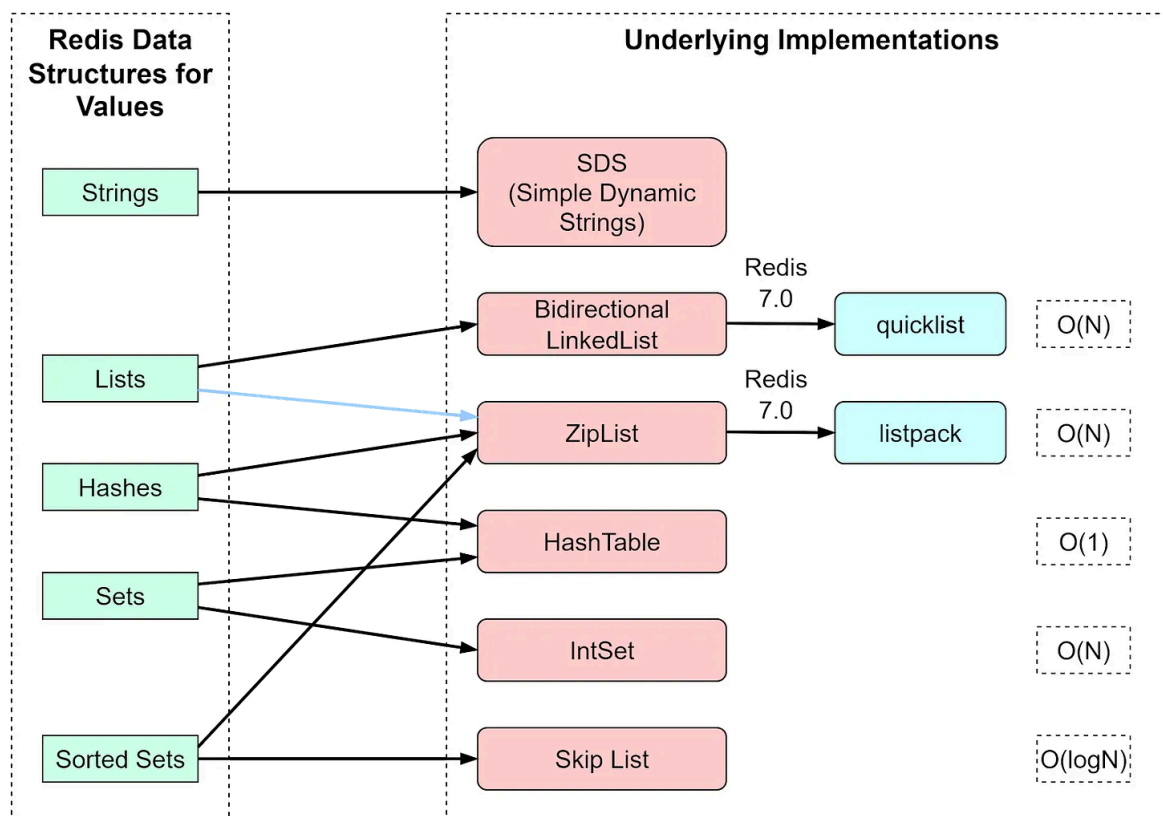 Redis Data
Structures for
Values
Underlying Implementations
Strings
SDS
(Simple Dynamic
Strings)
Lists
Bidirectional
LinkedList
Redis
7.0
quicklist
O(N)
ZipList
Redis
7.0
listpack
O(N)
Hashes
HashTable
O(1)
Sets
IntSet
O(N)
Sorted Sets
Skip List
O(logN)